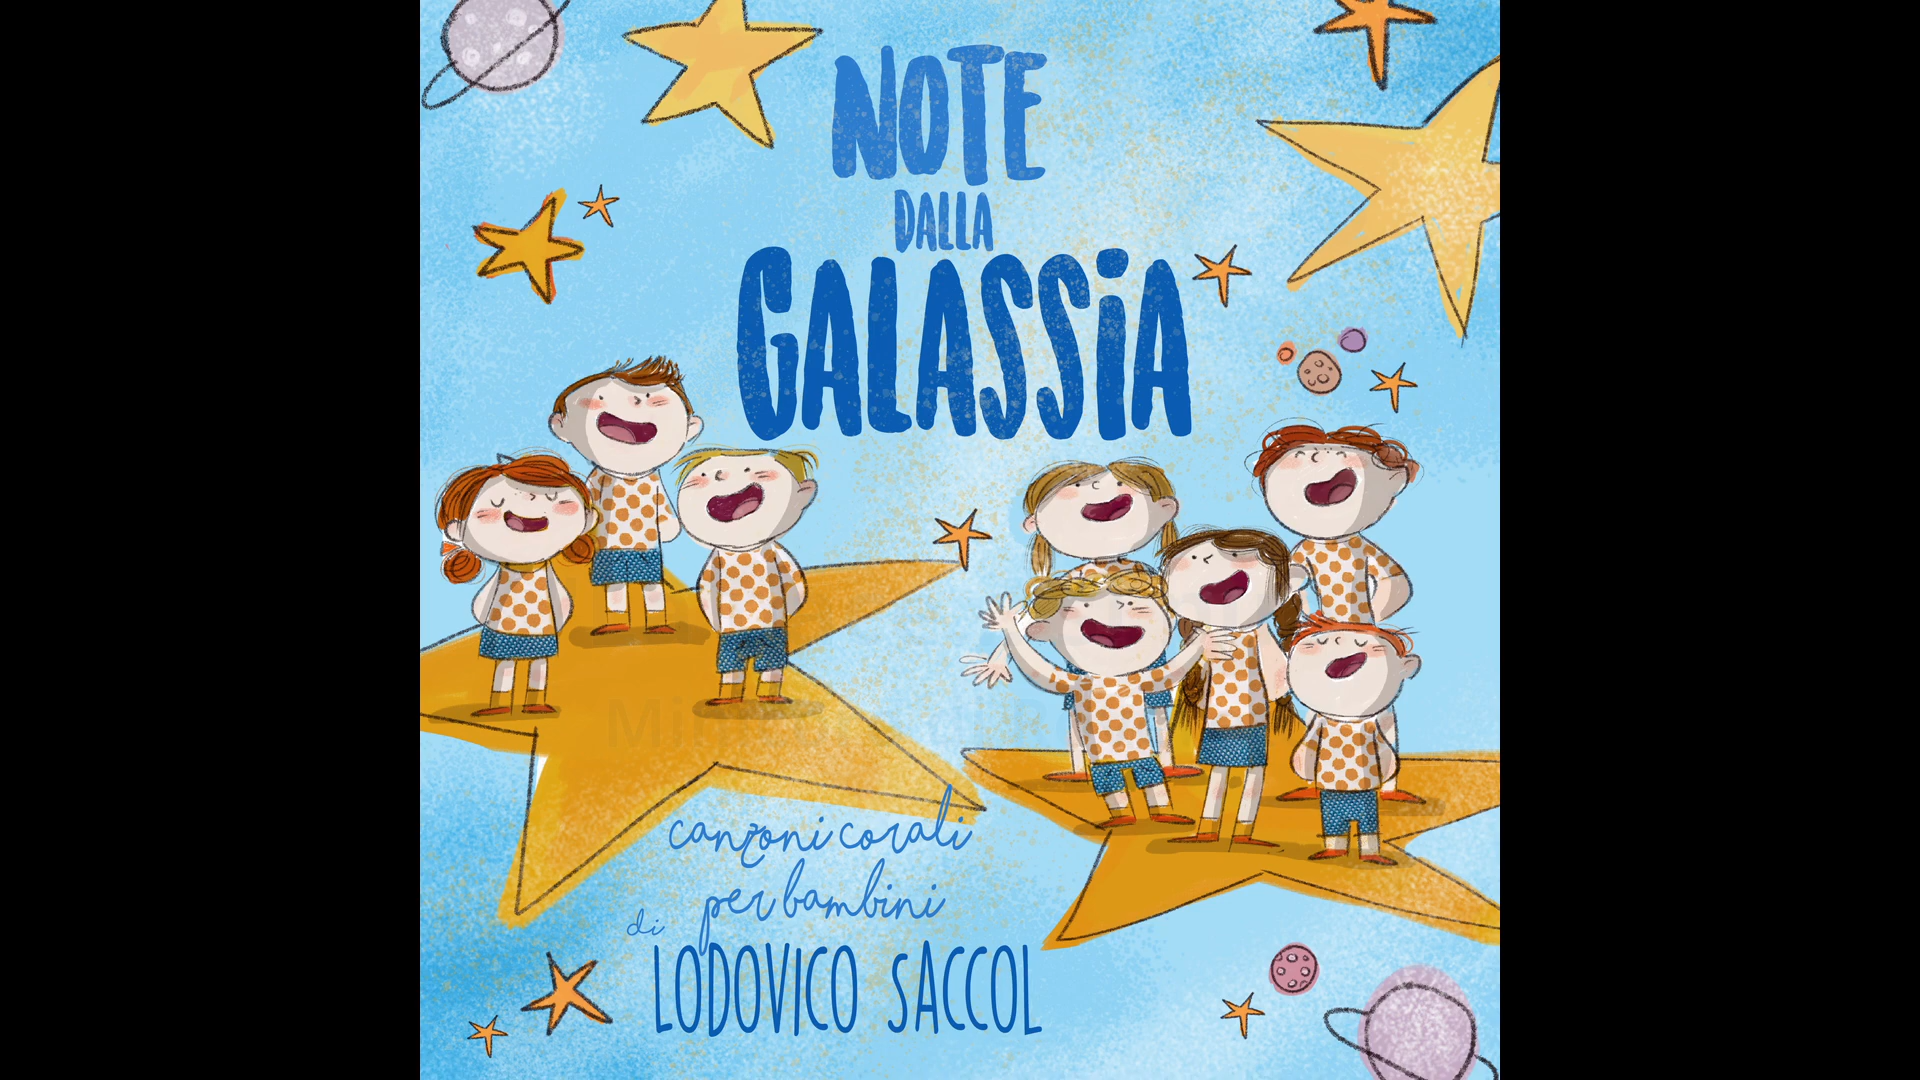 NOTE
DALLA
GALASSiA
canzoni corali
per bambini
di
LODOVICO SACCOL